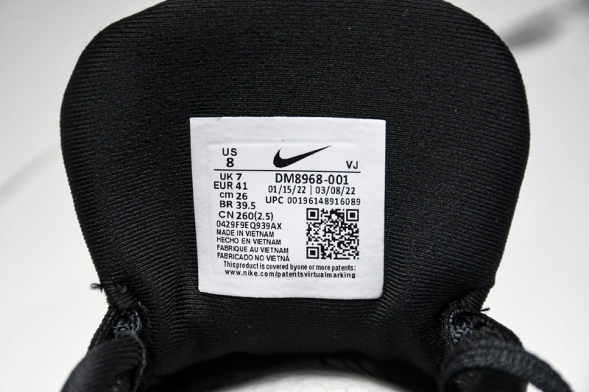 US
8
VJ
UK 7
EUR 41
cm 26
BR 39.5
CN 260(2.5)
DM8968-001
01/15/22 | 03/08/22
UPC 00196148916089
0429F9EQ939AX
MADE IN VIETNAM
HECHO EN VIETNAM
FABRIQUE AU VIETNAM
FABRICADO NO VIETNÃ
This product is covered by one or more patents:
www.nike.com/patentsvirtualmarking